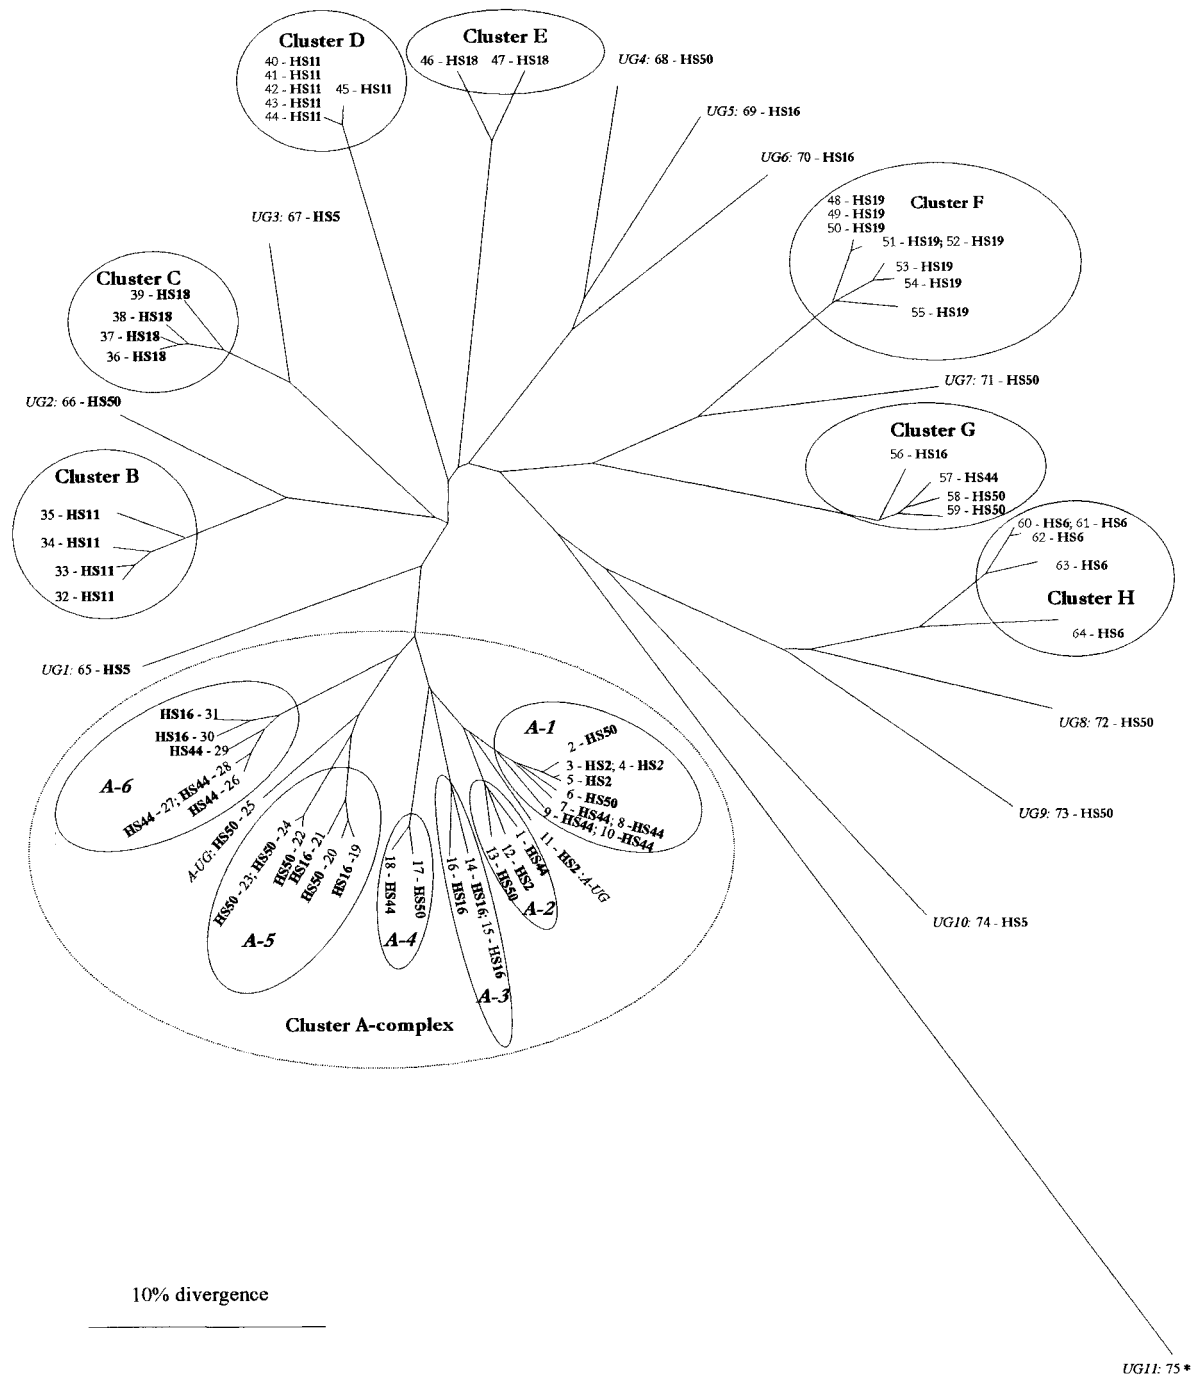 Cluster D
40 - HS11
41 - HS11
42 - HS11 45 - HS11
43 - HS11
44 - HS11
Cluster E
46 - HS18 47 - HS18
UG4: 68 - HS50
UG5: 69 - HS16
UG6: 70 - HS16
UG3: 67 - HS5
Cluster F
48 - HS19
49 - HS19
50 - HS19
51 - HS19; 52 - HS19
53 - HS19
54 - HS19
55 - HS19
Cluster C
39 - HS18
38 - HS18
37 - HS18
36 - HS18
UG2: 66 - HS50
UG7: 71 - HS50
Cluster G
56 - HS16
57 - HS44
58 - HS50
59 - HS50
Cluster B
35 - HS11
34 - HS11
33 - HS11
32 - HS11
60 - HS6; 61 - HS6
62 - HS6
63 - HS6
Cluster H
64 - HS6
UG1: 65 - HS5
HS16 - 31
HS16 - 30
HS44 - 29
HS44 - 27; HS44 - 28
HS44 - 26
A-6
A-UG: HS50 - 25
HS50 - 23; HS50 - 24
HS50 - 22
HS16 - 21
HS50 - 20
HS16 - 19
A-5
18 - HS44
17 - HS50
A-4
16 - HS16
14 - HS16; 15 - HS16
A-3
13 - HS50
12 - HS2
1 - HS44
A-2
11 - HS2 : A-UG
A-1
2 - HS50
3 - HS2; 4 - HS2
5 - HS2
6 - HS50
7 - HS44; 8 - HS44
9 - HS44; 10 - HS44
Cluster A-complex
UG8: 72 - HS50
UG9: 73 - HS50
UG10: 74 - HS5
10% divergence
UG11: 75 *